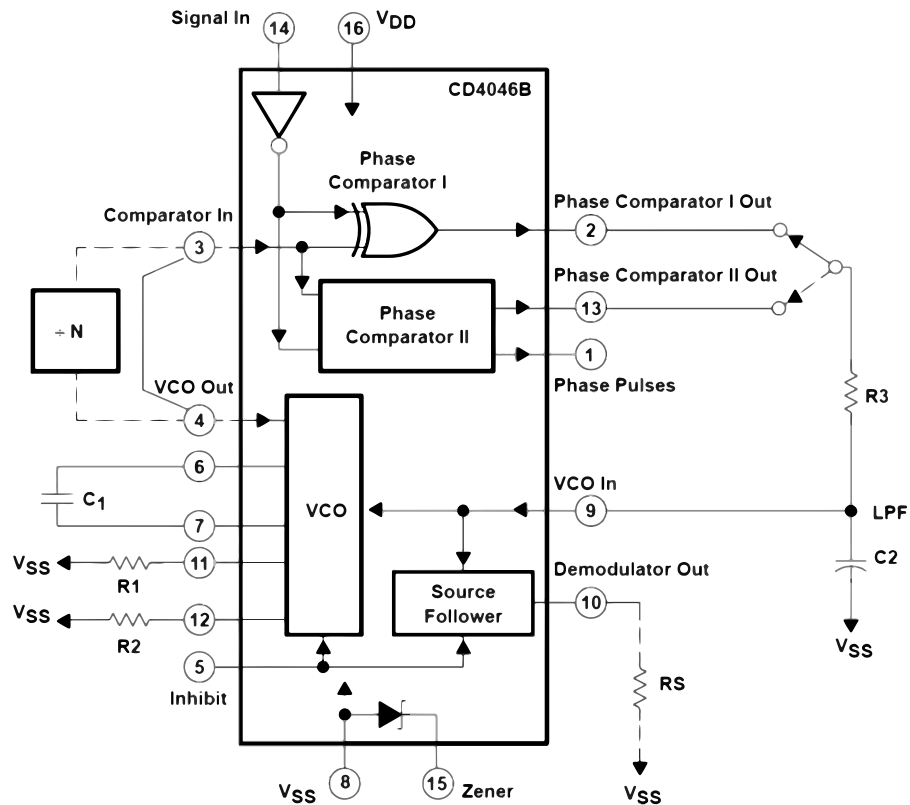 Signal In
14
16
VDD
CD4046B
Phase
Comparator I
Comparator In
3
Phase Comparator I Out
2
Phase Comparator II Out
13
÷ N
Phase
Comparator II
1
Phase Pulses
VCO Out
4
R3
6
C1
VCO
VCO In
9
LPF
7
VSS
R1
11
C2
Demodulator Out
Source
Follower
10
VSS
R2
12
VSS
5
Inhibit
RS
VSS
8
15
Zener
VSS